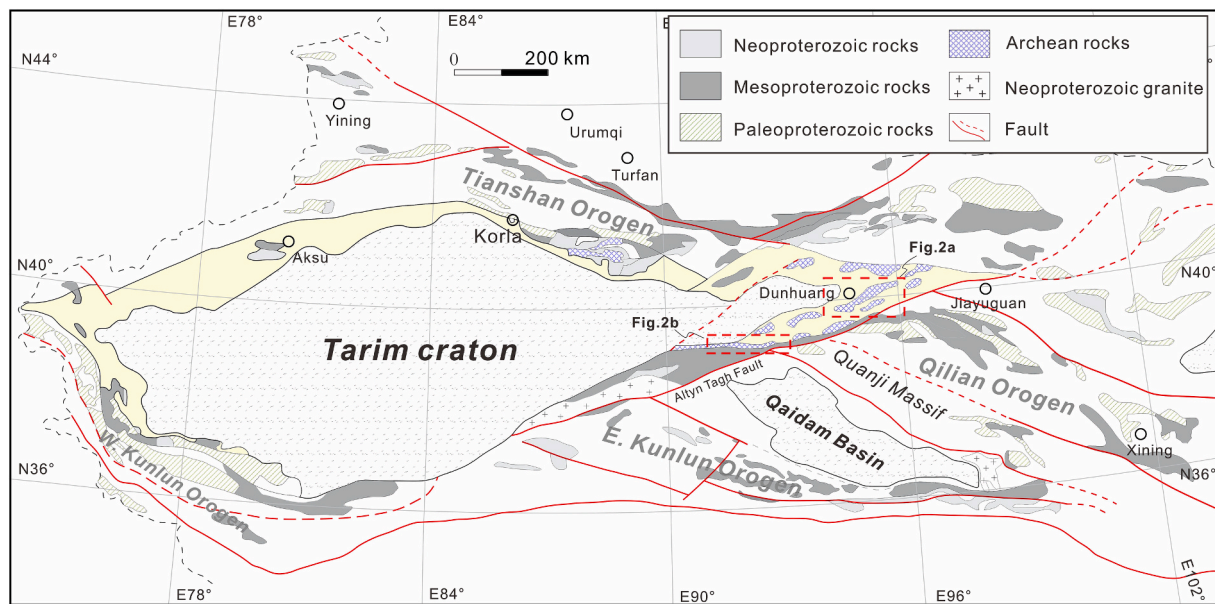 E78°
E84°
N44°
0 200 km
Neoproterozoic rocks
Archean rocks
Mesoproterozoic rocks
Neoproterozoic granite
Paleoproterozoic rocks
Fault
Yining
Urumqi
Turfan
Tianshan Orogen
Korla
Aksu
Fig.2a
N40°
N40°
Dunhuang
Jiayuguan
Fig.2b
Tarim craton
Altyn Tagh Fault
Quanji Massif
Qilian Orogen
Qaidam Basin
W. Kunlun Orogen
E. Kunlun Orogen
Xining
N36°
N36°
E78°
E84°
E90°
E96°
E102°